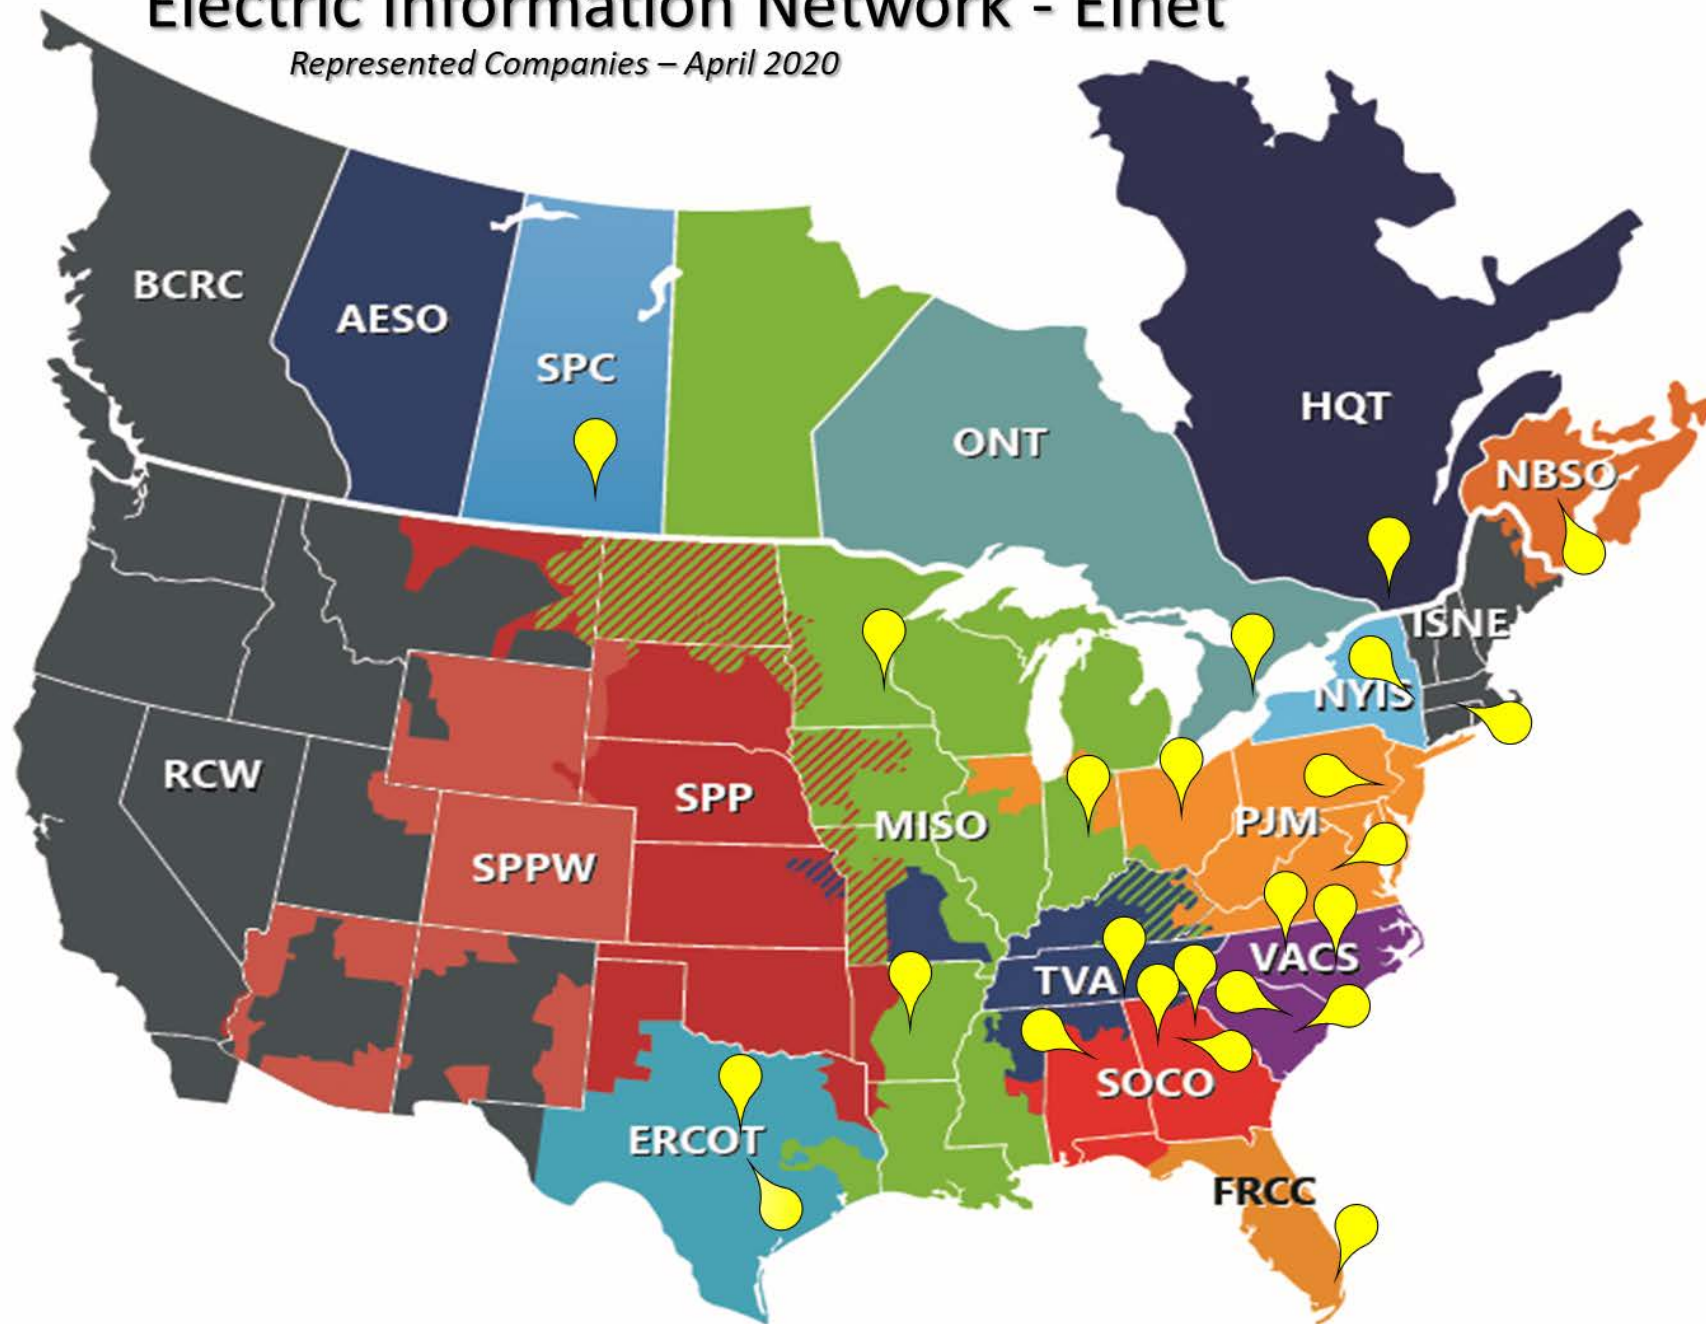 Electric Information Network - EInet
Represented Companies – April 2020
BCRC
AESO
SPC
ONT
HQT
NBSO
ISNE
NYIS
RCW
SPP
MISO
PJM
SPPW
VACS
TVA
SOCO
ERCOT
FRCC